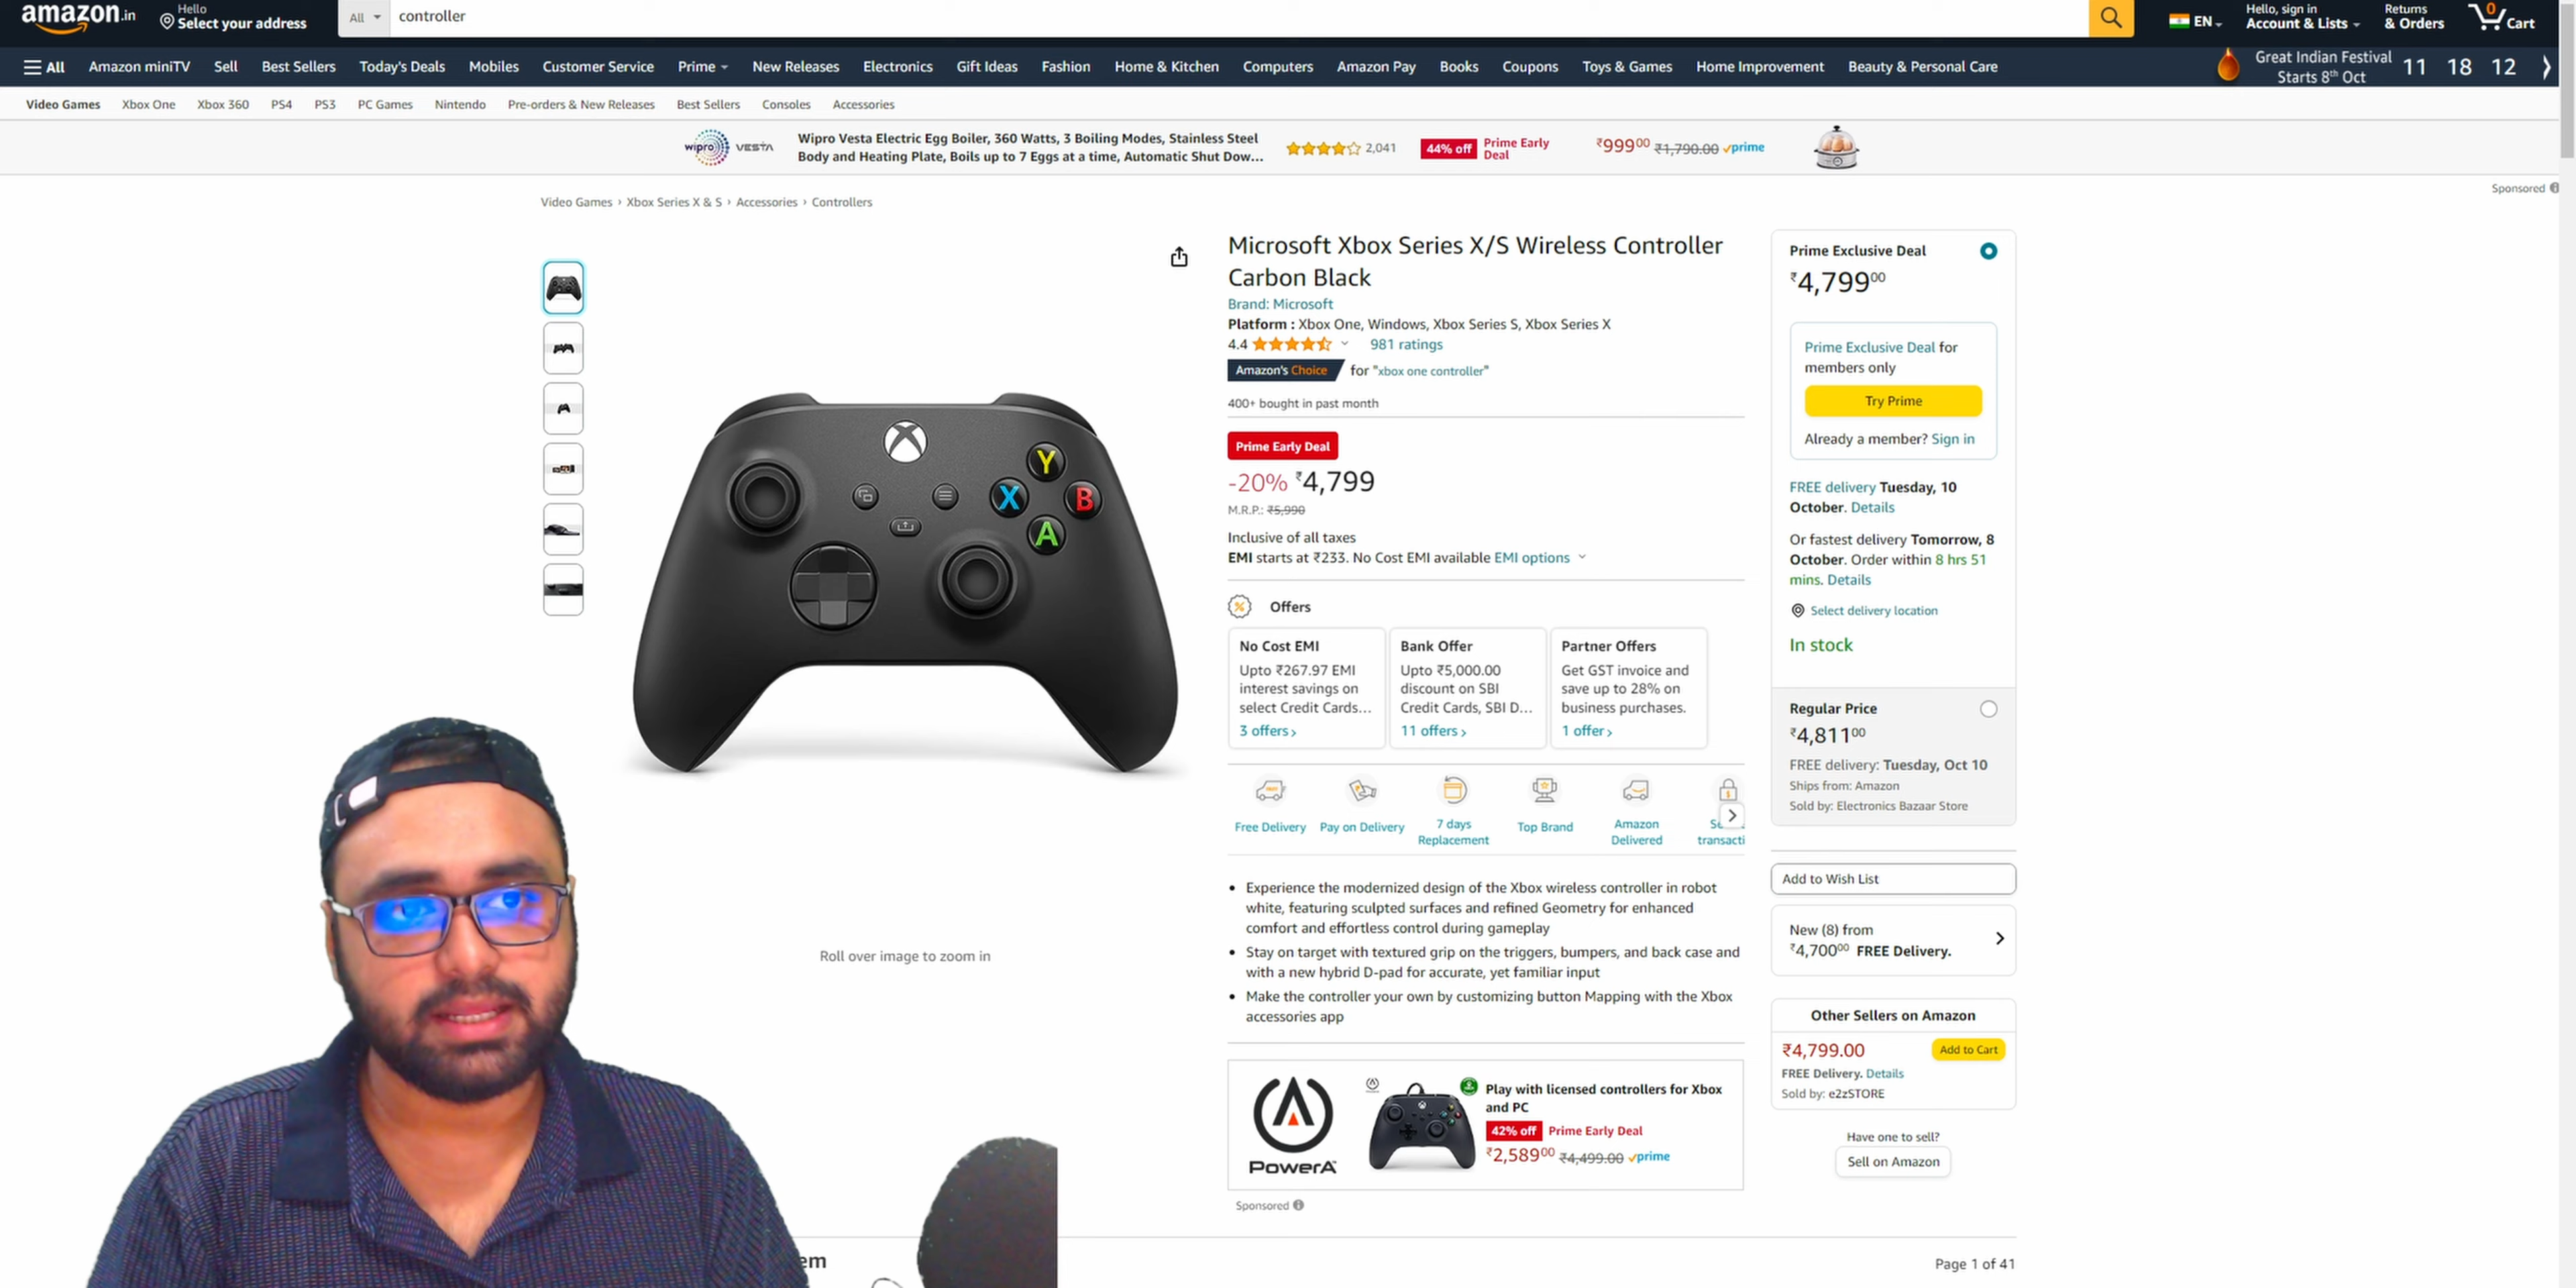 amazon.in
Hello
Select your address
All
controller
EN
Hello, sign in
Account & Lists
Returns
& Orders
0
Cart
All
Amazon miniTV
Sell
Best Sellers
Today's Deals
Mobiles
Customer Service
Prime
New Releases
Electronics
Gift Ideas
Fashion
Home & Kitchen
Computers
Amazon Pay
Books
Coupons
Toys & Games
Home Improvement
Beauty & Personal Care
Great Indian Festival
Starts 8th Oct
11 18 12
Video Games
Xbox One
Xbox 360
PS4
PS3
PC Games
Nintendo
Pre-orders & New Releases
Best Sellers
Consoles
Accessories
wipro VESTA
Wipro Vesta Electric Egg Boiler, 360 Watts, 3 Boiling Modes, Stainless Steel
Body and Heating Plate, Boils up to 7 Eggs at a time, Automatic Shut Dow...
2,041
44% off
Prime Early
Deal
₹99900 ₹1,790.00 prime
Sponsored
Video Games › Xbox Series X & S › Accessories › Controllers
Y
X
B
A
Roll over image to zoom in
Microsoft Xbox Series X/S Wireless Controller
Carbon Black
Brand: Microsoft
Platform : Xbox One, Windows, Xbox Series S, Xbox Series X
4.4
981 ratings
Amazon's Choice for "xbox one controller"
400+ bought in past month
Prime Early Deal
-20% ₹4,799
M.R.P.: ₹5,990
Inclusive of all taxes
EMI starts at ₹233. No Cost EMI available EMI options
Offers
No Cost EMI
Upto ₹267.97 EMI
interest savings on
select Credit Cards...
3 offers›
Bank Offer
Upto ₹5,000.00
discount on SBI
Credit Cards, SBI D...
11 offers›
Partner Offers
Get GST invoice and
save up to 28% on
business purchases.
1 offer›
Free Delivery
Pay on Delivery
7 days
Replacement
Top Brand
Amazon
Delivered
transacti
• Experience the modernized design of the Xbox wireless controller in robot
white, featuring sculpted surfaces and refined Geometry for enhanced
comfort and effortless control during gameplay
• Stay on target with textured grip on the triggers, bumpers, and back case and
with a new hybrid D-pad for accurate, yet familiar input
• Make the controller your own by customizing button Mapping with the Xbox
accessories app
PowerA
Play with licensed controllers for Xbox
and PC
42% off Prime Early Deal
₹2,58900 ₹4,499.00 prime
Sponsored
Prime Exclusive Deal
₹4,79900
Prime Exclusive Deal for
members only
Try Prime
Already a member? Sign in
FREE delivery Tuesday, 10
October. Details
Or fastest delivery Tomorrow, 8
October. Order within 8 hrs 51
mins. Details
Select delivery location
In stock
Regular Price
₹4,81100
FREE delivery: Tuesday, Oct 10
Ships from: Amazon
Sold by: Electronics Bazaar Store
Add to Wish List
New (8) from
₹4,70000 FREE Delivery.
Other Sellers on Amazon
₹4,799.00
Add to Cart
FREE Delivery. Details
Sold by: e2zSTORE
Have one to sell?
Sell on Amazon
em
Page 1 of 41